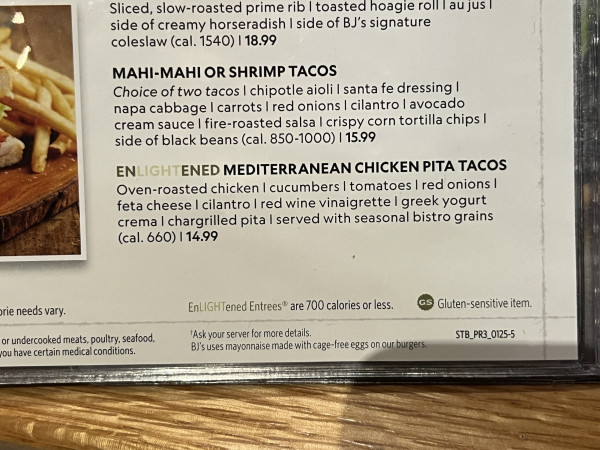 Sliced, slow-roasted prime rib | toasted hoagie roll | au jus |
side of creamy horseradish | side of BJ's signature
coleslaw (cal. 1540) | 18.99
MAHI-MAHI OR SHRIMP TACOS
Choice of two tacos | chipotle aioli | santa fe dressing |
napa cabbage | carrots | red onions | cilantro | avocado
cream sauce | fire-roasted salsa | crispy corn tortilla chips |
side of black beans (cal. 850-1000) | 15.99
ENLIGHTENED MEDITERRANEAN CHICKEN PITA TACOS
Oven-roasted chicken | cucumbers | tomatoes | red onions |
feta cheese | cilantro | red wine vinaigrette | greek yogurt
crema | chargrilled pita | served with seasonal bistro grains
(cal. 660) | 14.99
orie needs vary.
EnLIGHTened Entrees® are 700 calories or less.
GS Gluten-sensitive item.
or undercooked meats, poultry, seafood,
you have certain medical conditions.
†Ask your server for more details.
BJ's uses mayonnaise made with cage-free eggs on our burgers.
STB_PR3_0125-5